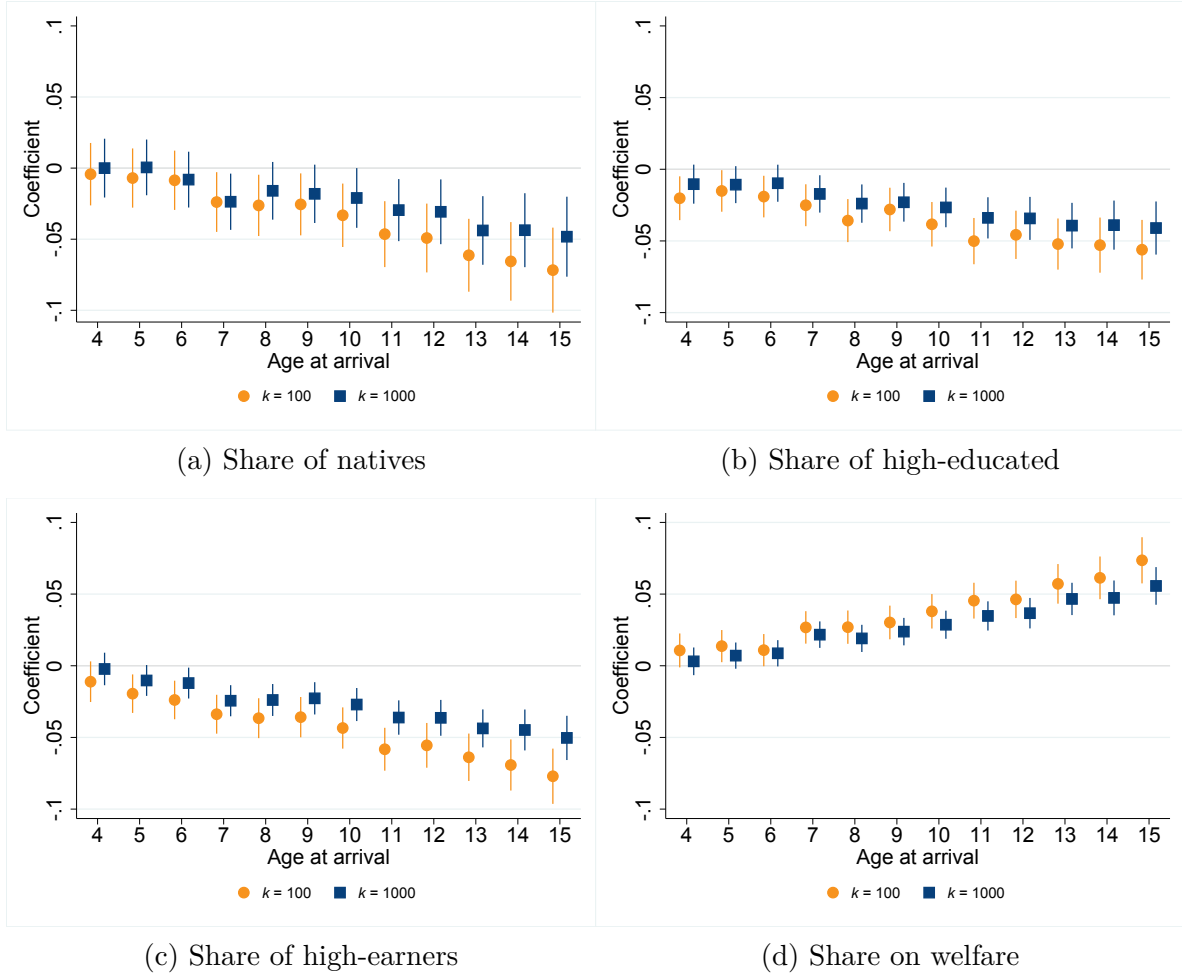 .1
.05
0
-.05
-.1
Coefficient
4 5 6 7 8 9 10 11 12 13 14 15
Age at arrival
k = 100 k = 1000
(a) Share of natives
.1
.05
0
-.05
-.1
Coefficient
4 5 6 7 8 9 10 11 12 13 14 15
Age at arrival
k = 100 k = 1000
(b) Share of high-educated
.1
.05
0
-.05
-.1
Coefficient
4 5 6 7 8 9 10 11 12 13 14 15
Age at arrival
k = 100 k = 1000
(c) Share of high-earners
.1
.05
0
-.05
-.1
Coefficient
4 5 6 7 8 9 10 11 12 13 14 15
Age at arrival
k = 100 k = 1000
(d) Share on welfare